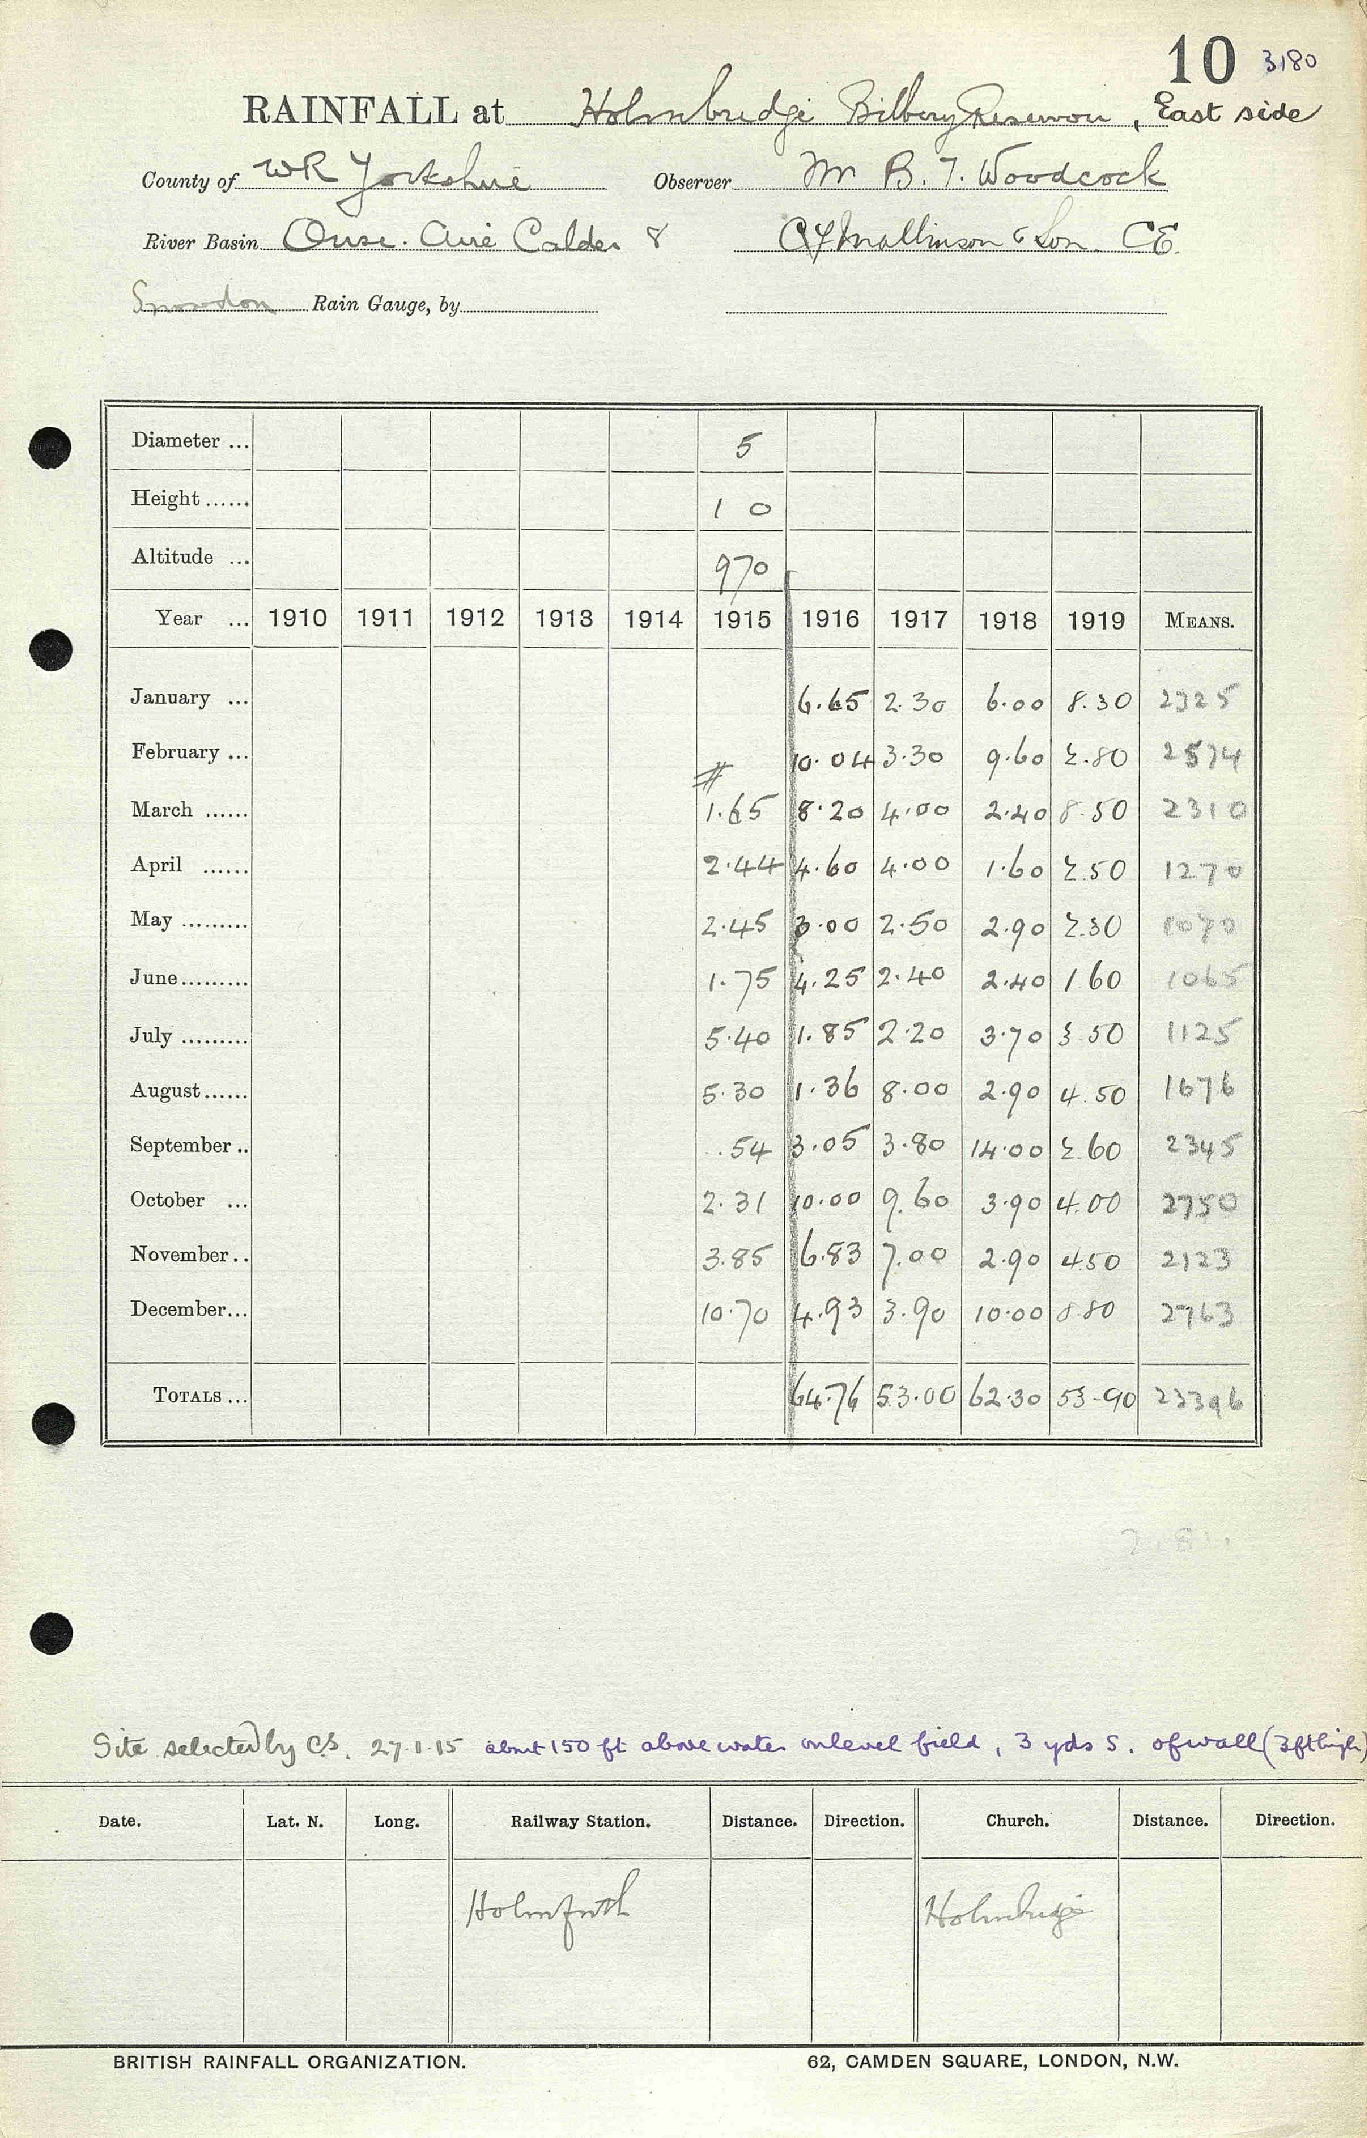 10 3180
RAINFALL at Holmbridge Bilbery Reservoir, East side
County of WR Yorkshire Observer Mr B. T. Woodcock
River Basin Ouse. Aire Calder 8 Mallinson & Son CE
Snowdon Rain Gauge, by
Diameter ... 5
Height ...... 1 0
Altitude ... 970
Year ... 1910 1911 1912 1913 1914 1915 1916 1917 1918 1919 MEANS.
January ... 6.65 2.30 6.00 8.30 2325
February ... 10.04 3.30 9.60 2.80 2574
March ...... # 1.65 8.20 4.00 2.40 8.50 2310
April ...... 2.44 4.60 4.00 1.60 2.50 1270
May ......... 2.45 3.00 2.50 2.90 2.30 1070
June......... 1.75 4.25 2.40 2.40 1 60 1065
July ......... 5.40 1.85 2.20 3.70 3 50 1125
August...... 5.30 1.36 8.00 2.90 4.50 1676
September .. .54 3.05 3.80 14.00 2 60 2345
October ... 2.31 10.00 9.60 3.90 4.00 2750
November .. 3.85 6.83 7.00 2.90 4.50 2123
December... 10.70 4.93 3.90 10.00 8.80 2763
TOTALS ... 64.76 53.00 62.30 53.90 23396
Site selected by C.S. 27.1.15 about 150 ft above water on level field, 3 yds S. of wall (3ft high)
Date. Lat. N. Long. Railway Station. Distance. Direction. Church. Distance. Direction.
Holmfirth Holmbridge
BRITISH RAINFALL ORGANIZATION. 62, CAMDEN SQUARE, LONDON, N.W.